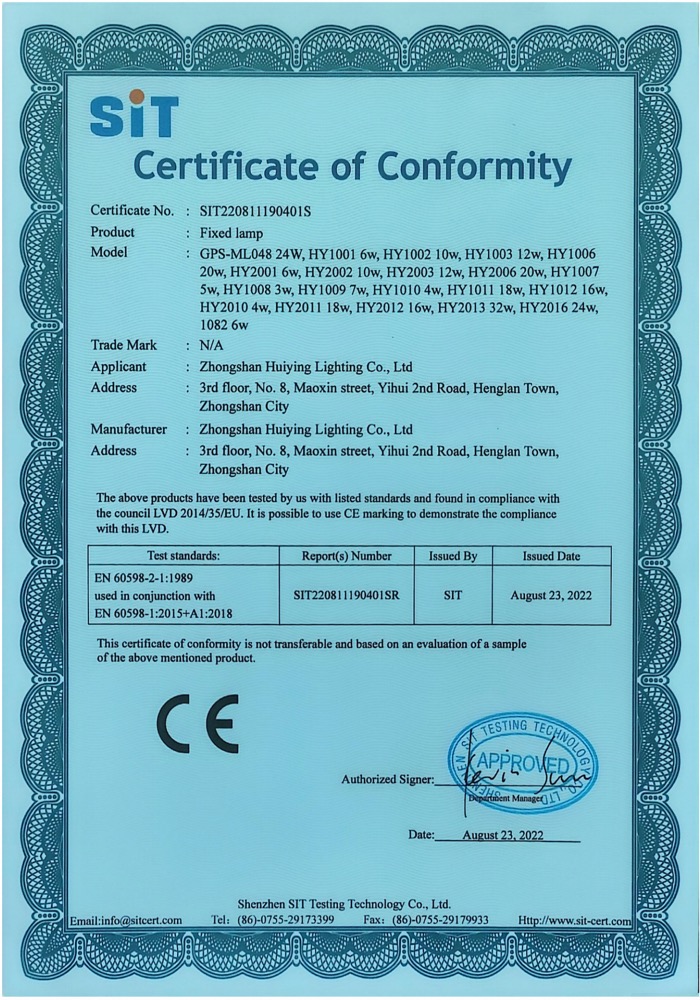 SiT
Certificate of Conformity
Certificate No. : SIT220811190401S
Product : Fixed lamp
Model : GPS-ML048 24W, HY1001 6w, HY1002 10w, HY1003 12w, HY1006
20w, HY2001 6w, HY2002 10w, HY2003 12w, HY2006 20w, HY1007
5w, HY1008 3w, HY1009 7w, HY1010 4w, HY1011 18w, HY1012 16w,
HY2010 4w, HY2011 18w, HY2012 16w, HY2013 32w, HY2016 24w,
1082 6w
Trade Mark : N/A
Applicant : Zhongshan Huiying Lighting Co., Ltd
Address : 3rd floor, No. 8, Maoxin street, Yihui 2nd Road, Henglan Town,
Zhongshan City
Manufacturer : Zhongshan Huiying Lighting Co., Ltd
Address : 3rd floor, No. 8, Maoxin street, Yihui 2nd Road, Henglan Town,
Zhongshan City
The above products have been tested by us with listed standards and found in compliance with
the council LVD 2014/35/EU. It is possible to use CE marking to demonstrate the compliance
with this LVD.
Test standards: Report(s) Number Issued By Issued Date
EN 60598-2-1:1989
used in conjunction with
EN 60598-1:2015+A1:2018
SIT220811190401SR SIT August 23, 2022
This certificate of conformity is not transferable and based on an evaluation of a sample
of the above mentioned product.
CE
SIT TESTING TECHNOLOGY CO., LTD
APPROVED
Authorized Signer: Kevin Sun
Department Manager
Date: August 23, 2022
Shenzhen SIT Testing Technology Co., Ltd.
Email:info@sitcert.com Tel: (86)-0755-29173399 Fax: (86)-0755-29179933 Http://www.sit-cert.com